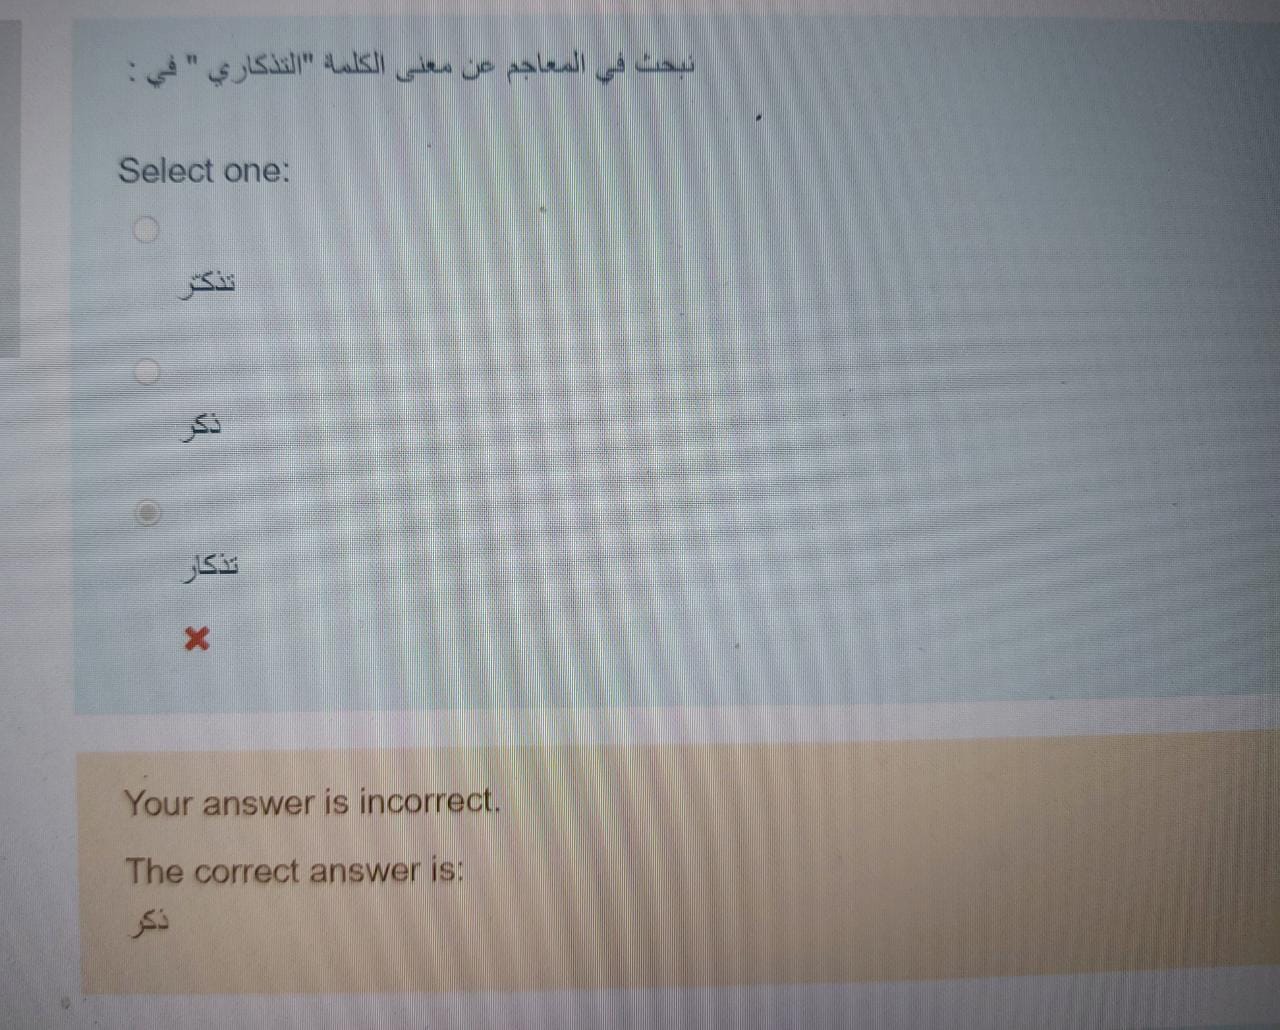 نبحث في المعاجم عن معنى الكلمة "التذكاري " في :
Select one:
تذكتر
ذكر
تذكار
Your answer is incorrect.
The correct answer is:
ذكر